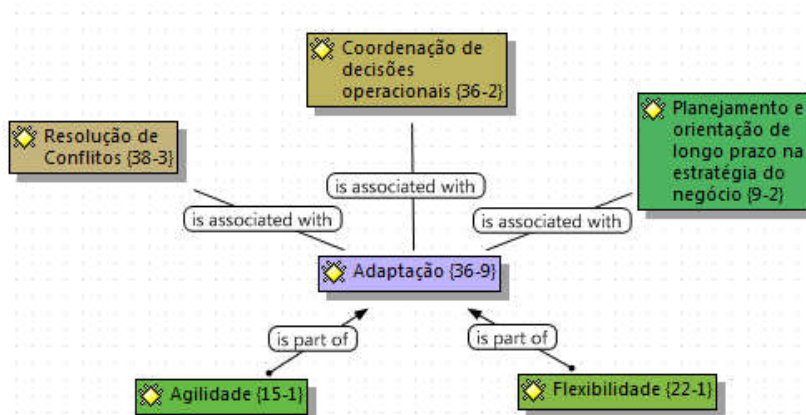 Coordenação de
decisões
operacionais {36-2}
Resolução de
Conflitos {38-3}
Planejamento e
orientação de
longo prazo na
estratégia do
negócio {9-2}
is associated with
is associated with
is associated with
Adaptação {36-9}
is part of
is part of
Agilidade {15-1}
Flexibilidade {22-1}